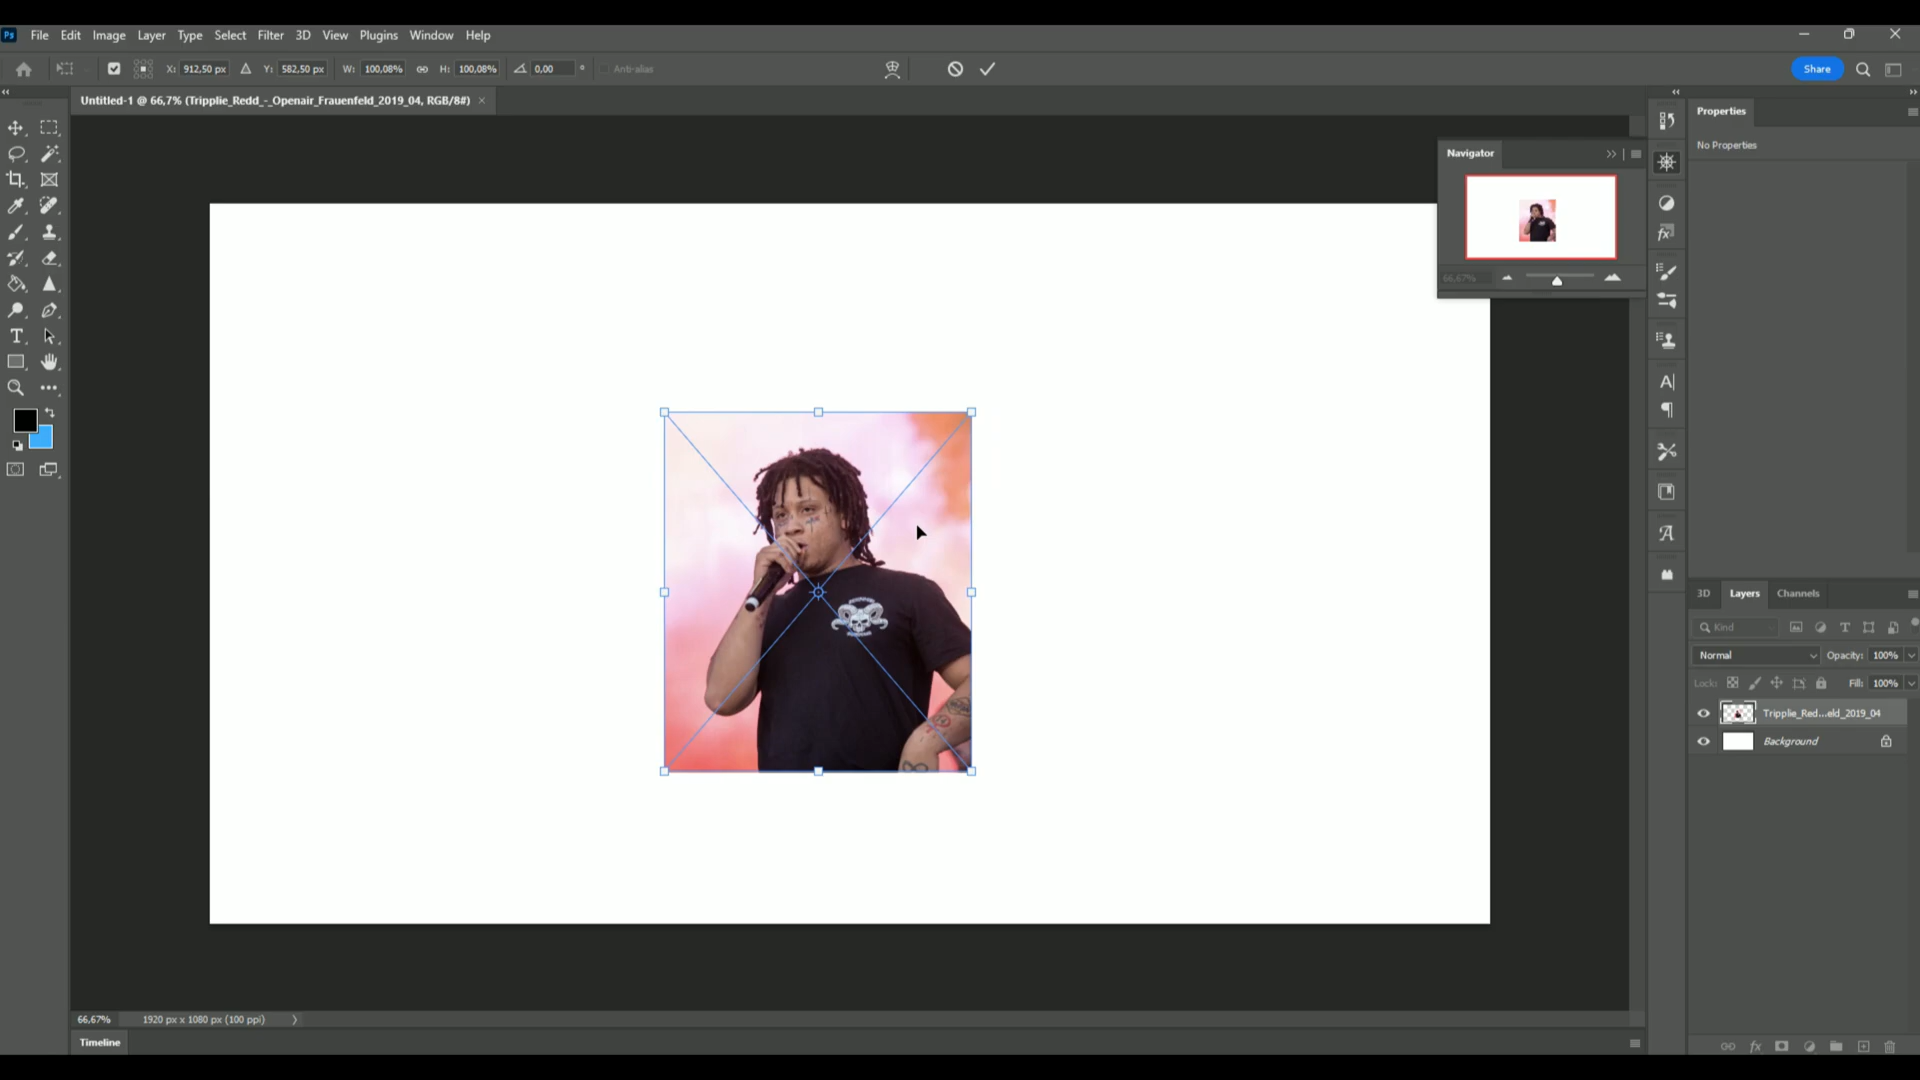 Ps File Edit Image Layer Type Select Filter 3D View Plugins Window Help
X: 912,50 px Y: 582,50 px W: 100,08% H: 100,08% 0,00 ° Anti-alias Share
Untitled-1 @ 66,7% (Tripplie_Redd_-_Openair_Frauenfeld_2019_04, RGB/8#) ×
Properties
No Properties
Navigator
66,67%
3D Layers Channels
Kind
Normal Opacity: 100%
Lock: Fill: 100%
Tripplie_Red...eld_2019_04
Background
66,67% 1920 px x 1080 px (100 ppi)
Timeline